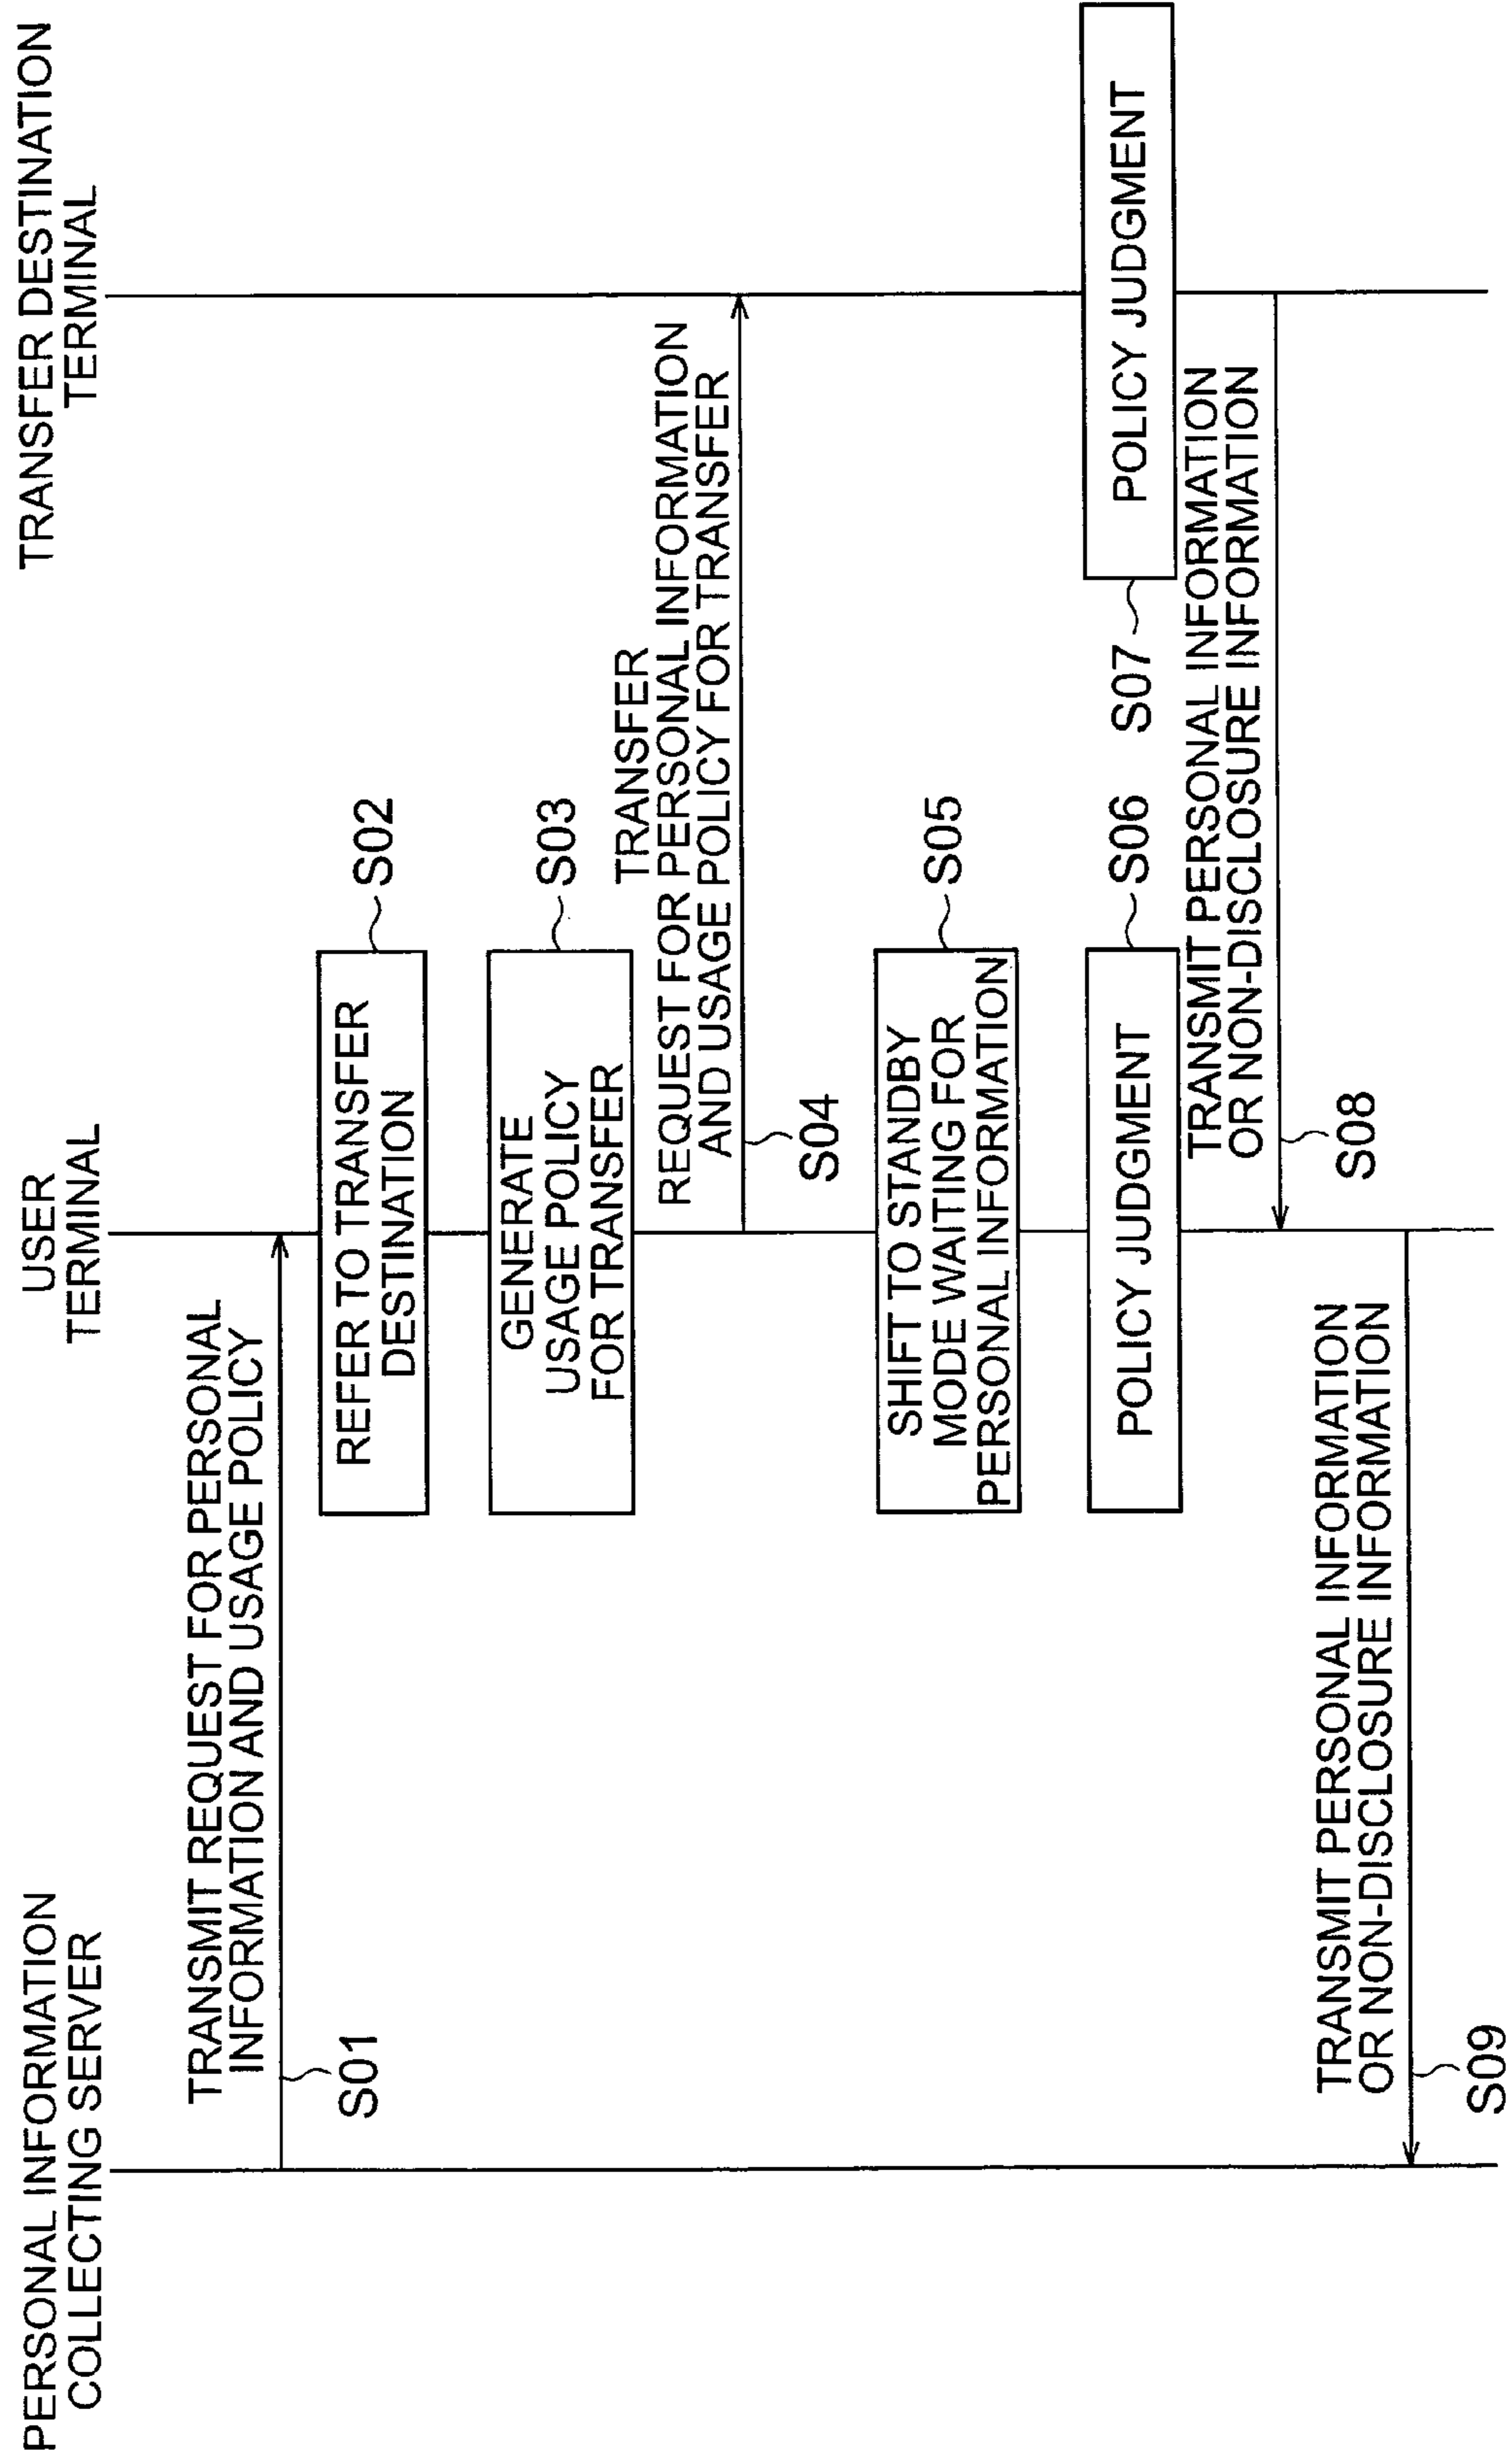 PERSONAL INFORMATION
COLLECTING SERVER
USER
TERMINAL
TRANSFER DESTINATION
TERMINAL
TRANSMIT REQUEST FOR PERSONAL
INFORMATION AND USAGE POLICY
S01
REFER TO TRANSFER
DESTINATION
S02
GENERATE
USAGE POLICY
FOR TRANSFER
S03
TRANSFER
REQUEST FOR PERSONAL INFORMATION
AND USAGE POLICY FOR TRANSFER
S04
SHIFT TO STANDBY
MODE WAITING FOR
PERSONAL INFORMATION
S05
POLICY JUDGMENT
S06
S07
POLICY JUDGMENT
TRANSMIT PERSONAL INFORMATION
OR NON-DISCLOSURE INFORMATION
S08
TRANSMIT PERSONAL INFORMATION
OR NON-DISCLOSURE INFORMATION
S09